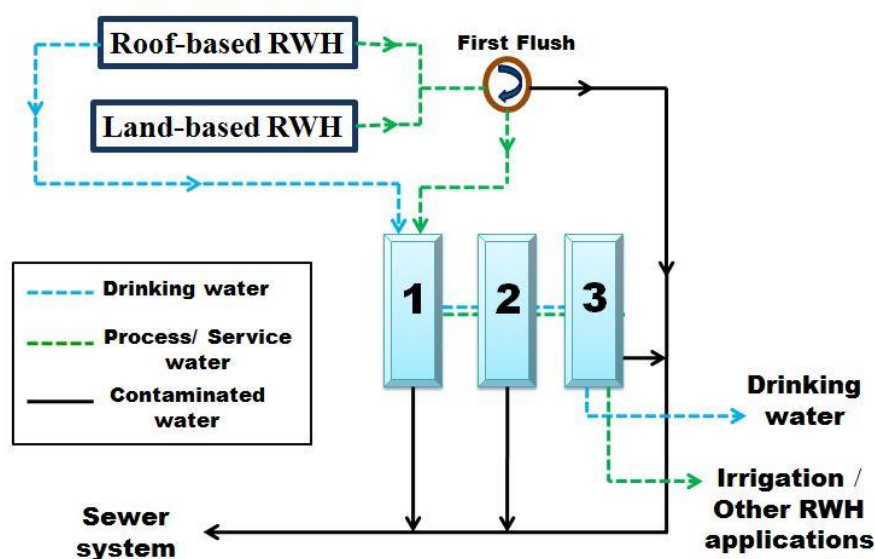 Roof-based RWH
First Flush
Land-based RWH
1
2
3
Drinking water
Process/ Service
water
Contaminated
water
Drinking
water
Irrigation /
Other RWH
applications
Sewer
system